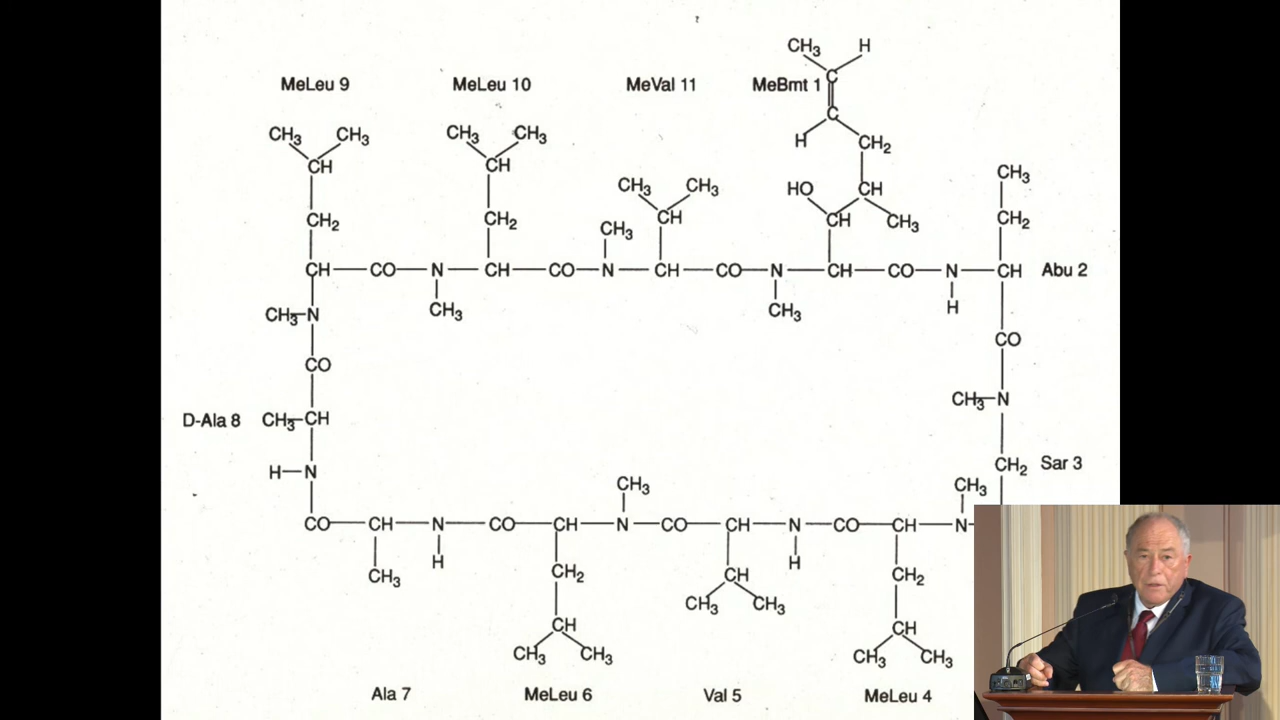 CH₃ H
MeLeu 9 MeLeu 10 MeVal 11 MeBmt 1 C
C
CH₃ CH₃ CH₃ CH₃ H CH₂
CH CH CH₃
CH₃ CH₃ HO CH
CH₂ CH₂ CH CH CH₃ CH₂
CH₃
CH CO N CH CO N CH CO N CH CO N CH Abu 2
CH₃ CH₃ H
CH₃ N
CO
CO
CH₃ N
D-Ala 8 CH₃ CH
CH₂ Sar 3
H N
CH₃ CH₃
CO CH N CO CH N CO CH N CO CH N
H H
CH₃ CH₂ CH CH₂
CH₃ CH₃
CH CH
CH₃ CH₃ CH₃ CH₃
Ala 7 MeLeu 6 Val 5 MeLeu 4